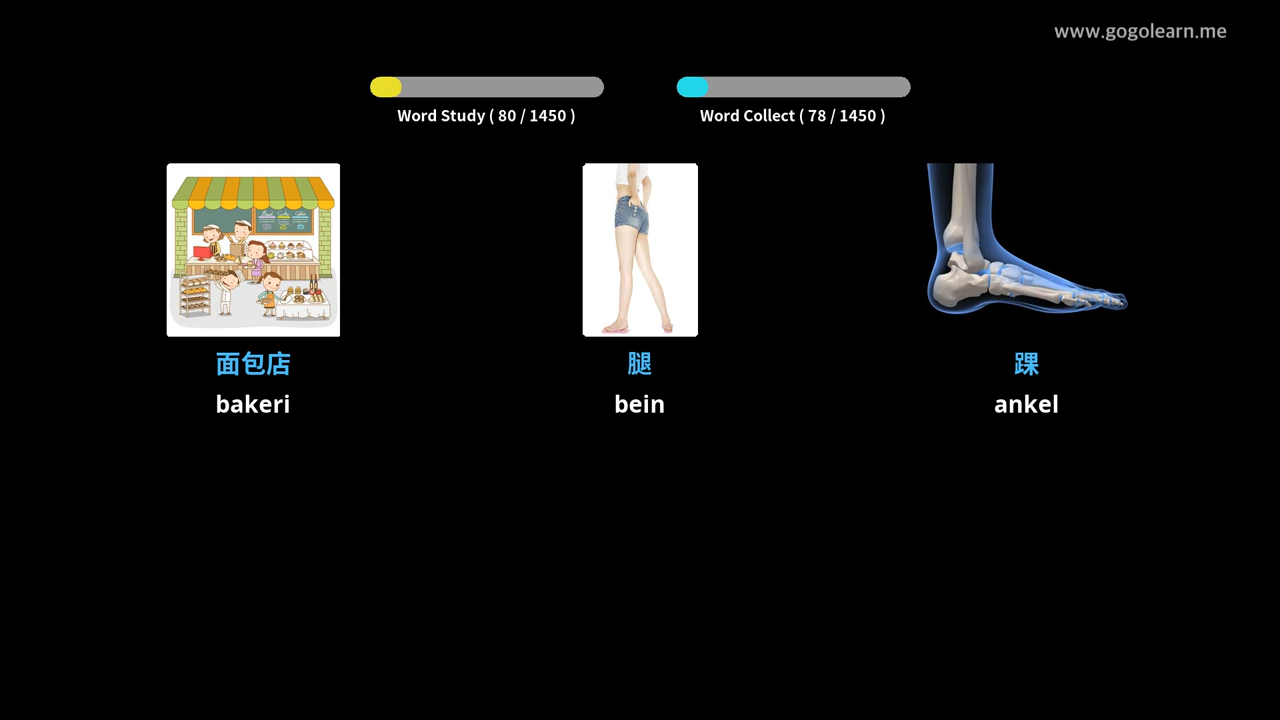 www.gogolearn.me
Word Study ( 80 / 1450 )
Word Collect ( 78 / 1450 )
面包店
腿
踝
bakeri
bein
ankel